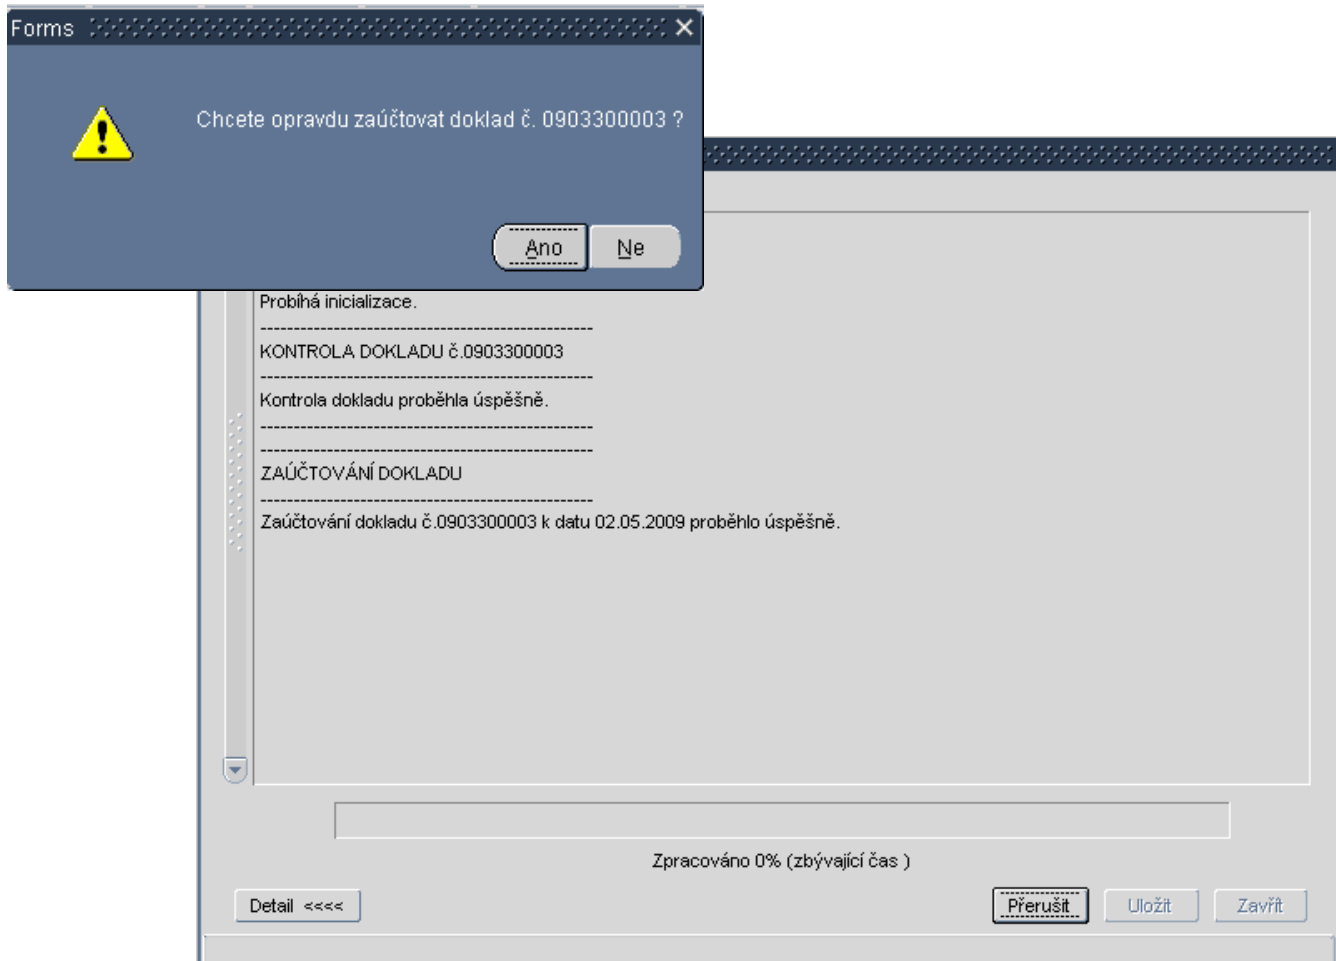 Forms
Chcete opravdu zaúčtovat doklad č. 0903300003 ?
Ano Ne
Probíhá inicializace.
--------------------------------------------------
KONTROLA DOKLADU č.0903300003
--------------------------------------------------
Kontrola dokladu proběhla úspěšně.
--------------------------------------------------
--------------------------------------------------
ZAÚČTOVÁNÍ DOKLADU
--------------------------------------------------
Zaúčtování dokladu č.0903300003 k datu 02.05.2009 proběhlo úspěšně.
Zpracováno 0% (zbývající čas )
Detail <<<< Přerušit Uložit Zavřít